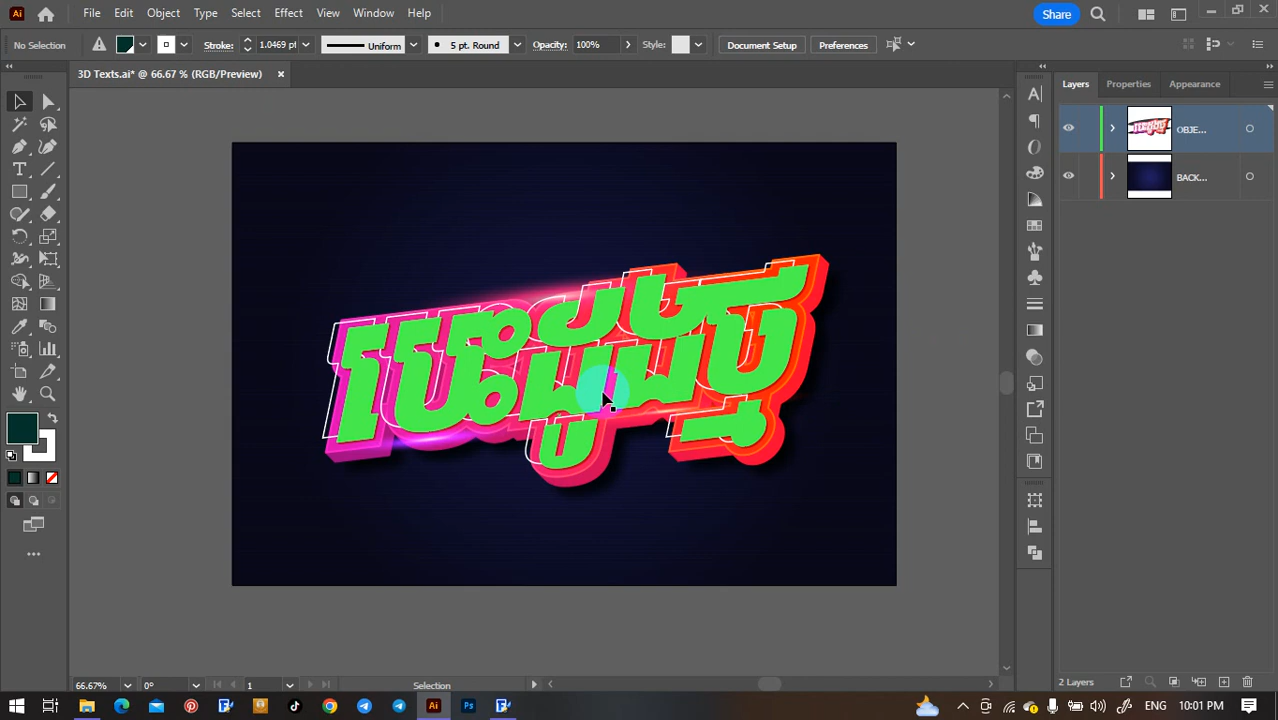 File Edit Object Type Select Effect View Window Help
Share
No Selection
Stroke:
1.0469 pt
Uniform
5 pt. Round
Opacity:
100%
Style:
Document Setup
Preferences
3D Texts.ai* @ 66.67 % (RGB/Preview)
Layers
Properties
Appearance
OBJE...
BACK...
66.67%
0°
1
Selection
2 Layers
ENG
10:01 PM